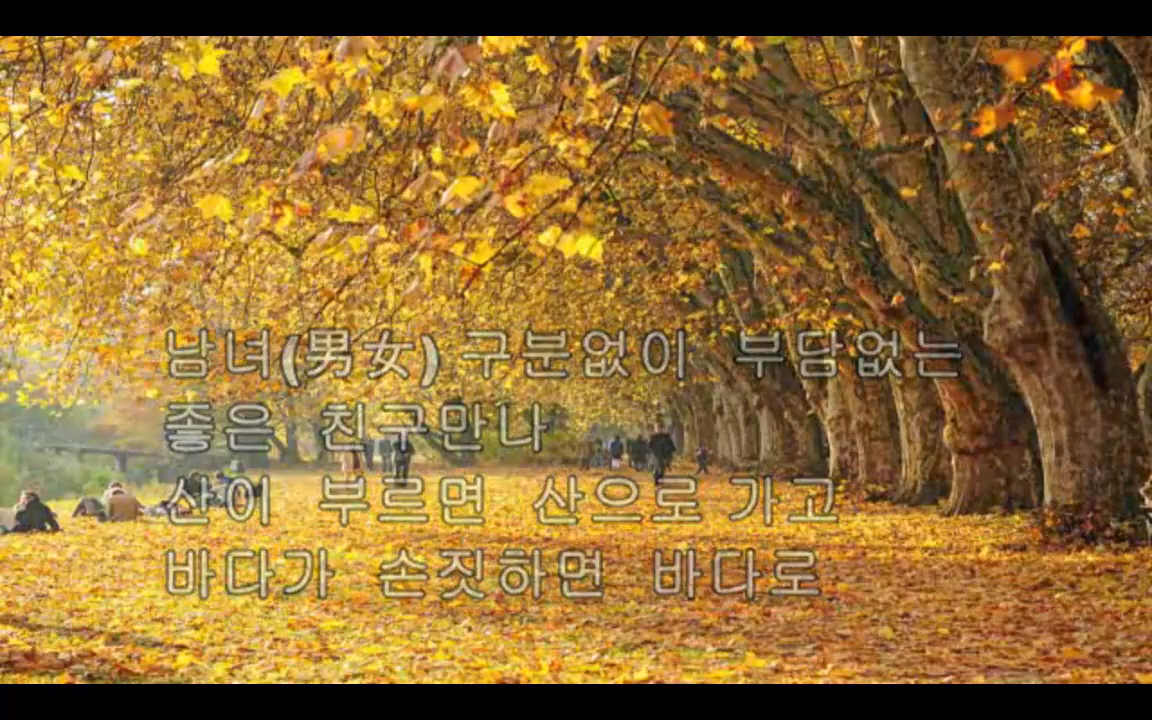 남녀(男女) 구분없이 부담없는
좋은 친구만나
산이 부르면 산으로 가고
바다가 손짓하면 바다로